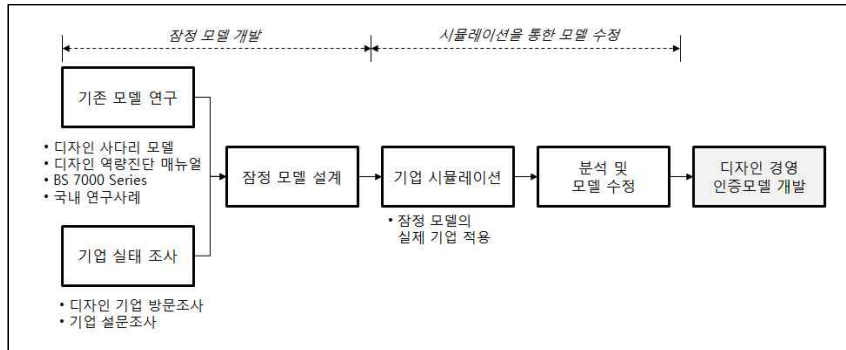 잠정 모델 개발
시뮬레이션을 통한 모델 수정
기존 모델 연구
• 디자인 사다리 모델
• 디자인 역량진단 매뉴얼
• BS 7000 Series
• 국내 연구사례
기업 실태 조사
• 디자인 기업 방문조사
• 기업 설문조사
잠정 모델 설계
기업 시뮬레이션
• 잠정 모델의
실제 기업 적용
분석 및
모델 수정
디자인 경영
인증모델 개발